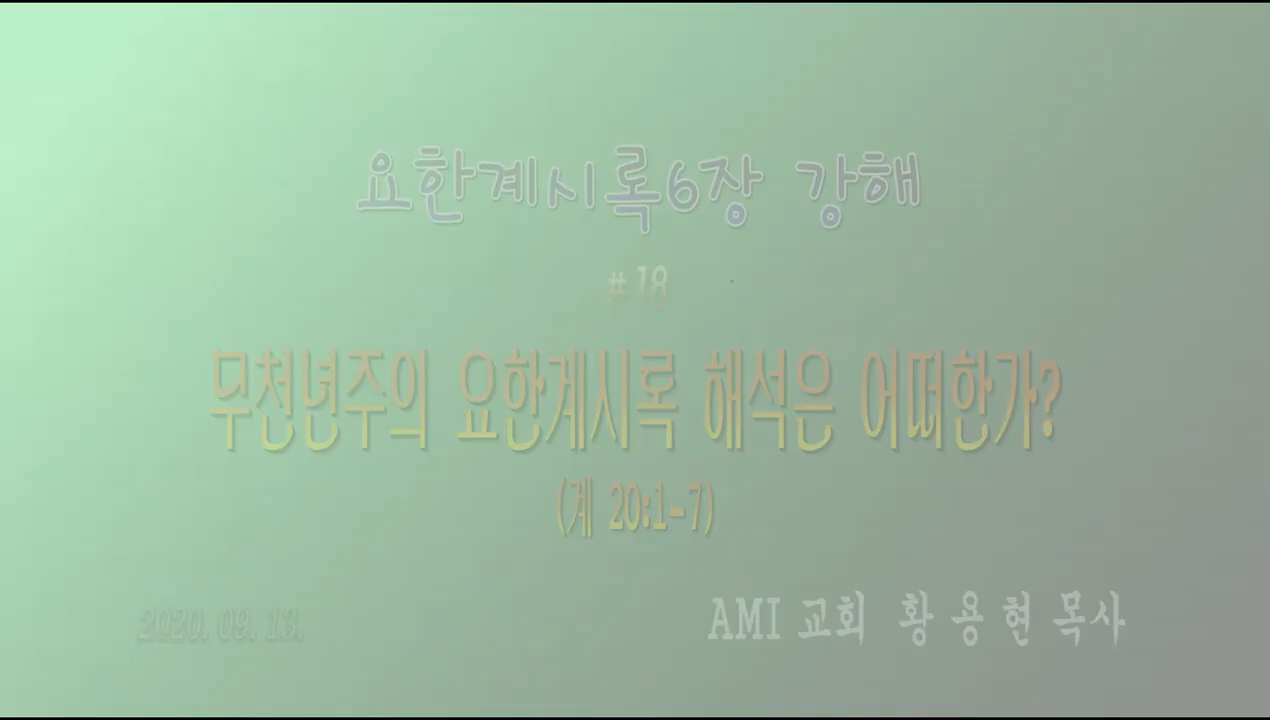 요한계시록6장 강해
#18
무천년주의 요한계시록 해석은 어떠한가?
(계 20:1-7)
2020. 09. 13.
AMI 교회 황용현 목사